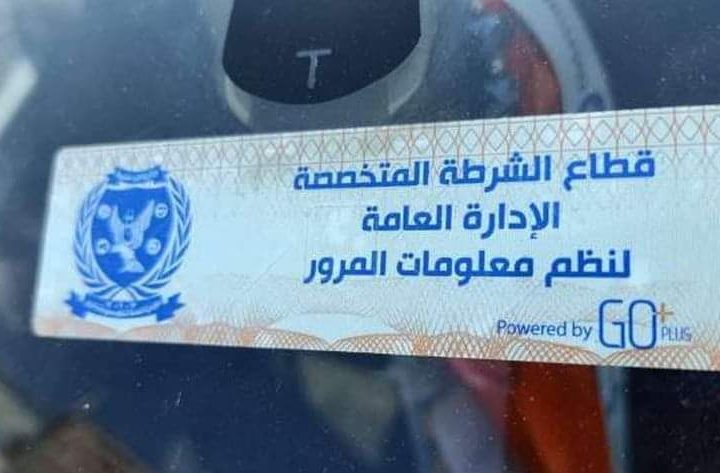 T
قطاع الشرطة المتخصصة
الإدارة العامة
لنظم معلومات المرور
Powered by GO+ PLUS